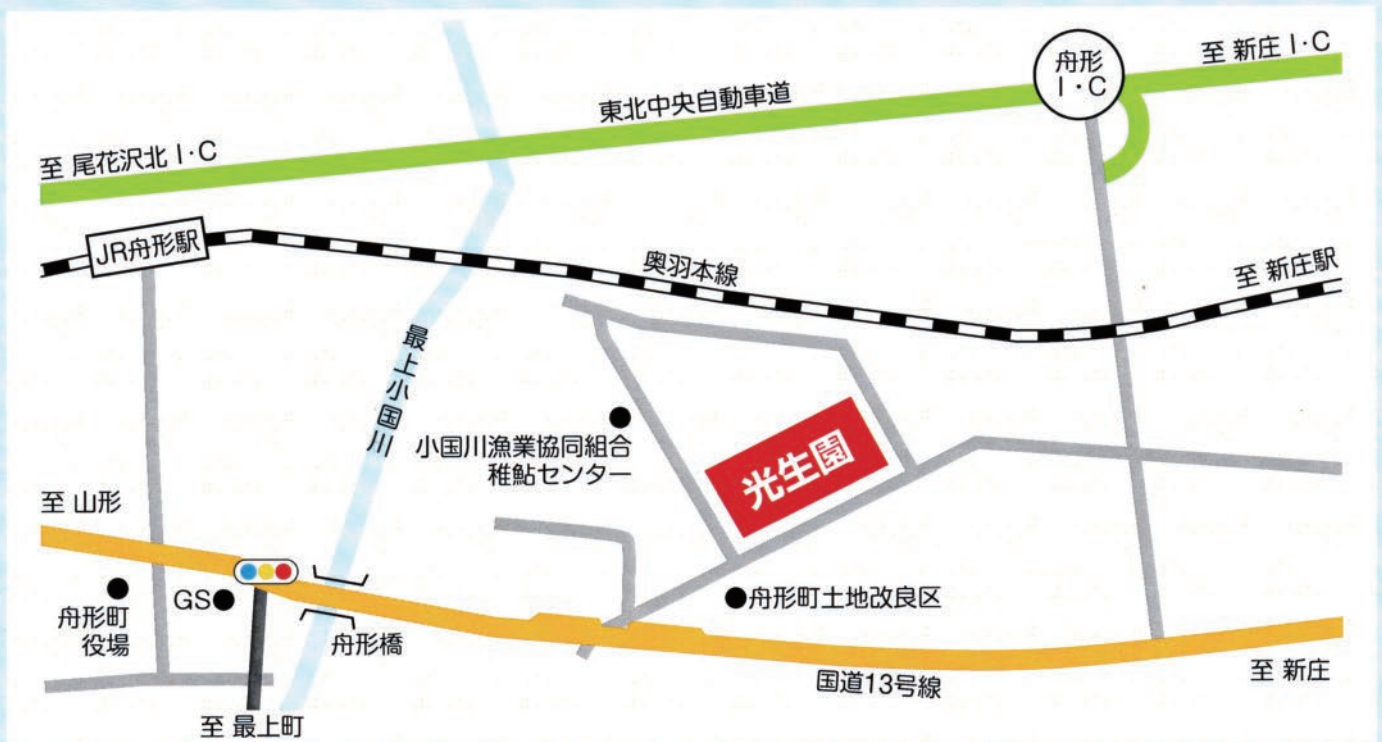 舟形
I・C
至 新庄 I・C
東北中央自動車道
至 尾花沢北 I・C
JR舟形駅
奥羽本線
至 新庄駅
最上小国川
小国川漁業協同組合
稚鮎センター
光生園
至 山形
舟形町
役場
GS
舟形橋
舟形町土地改良区
国道13号線
至 新庄
至 最上町